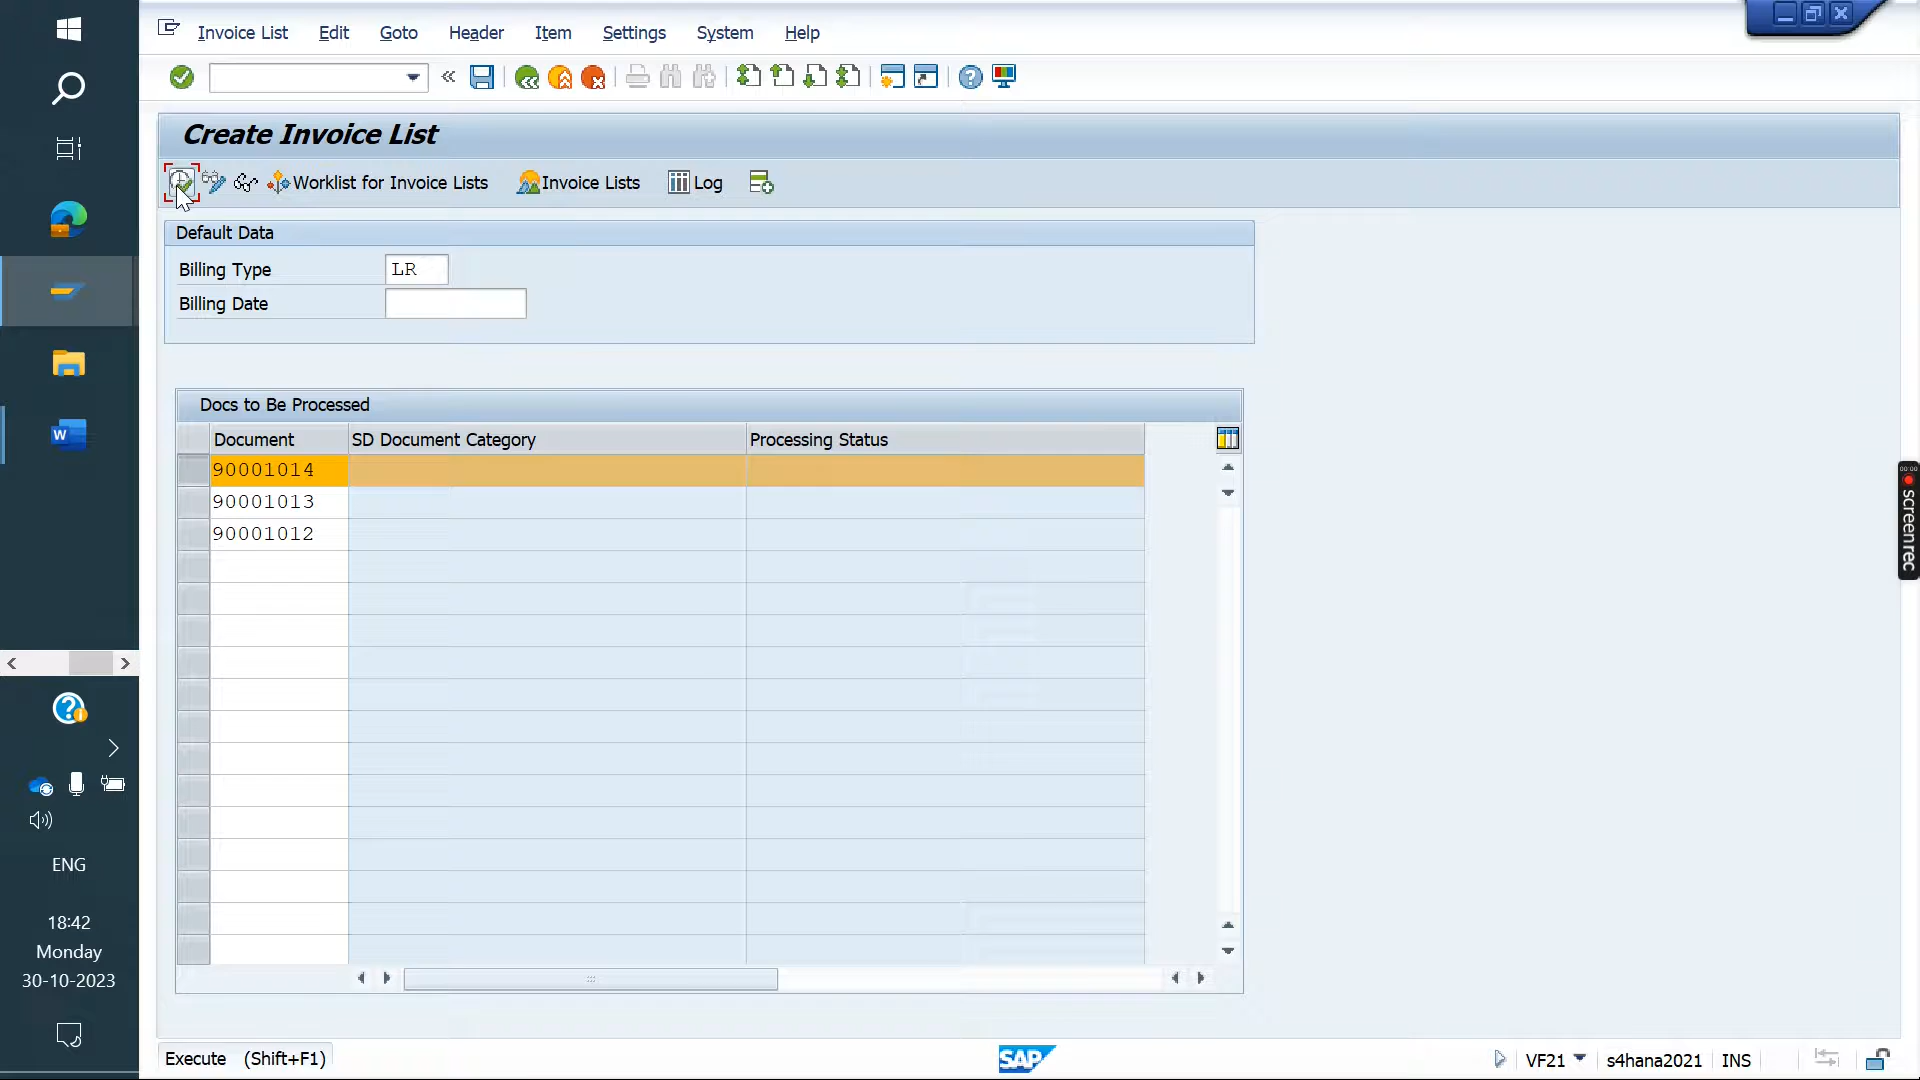 Invoice List Edit Goto Header Item Settings System Help
Create Invoice List
Worklist for Invoice Lists Invoice Lists Log
Default Data
Billing Type LR
Billing Date
Docs to Be Processed
Document SD Document Category Processing Status
90001014
90001013
90001012
00:00
screenrec
W
ENG
18:42
Monday
30-10-2023
Execute (Shift+F1) SAP VF21 s4hana2021 INS